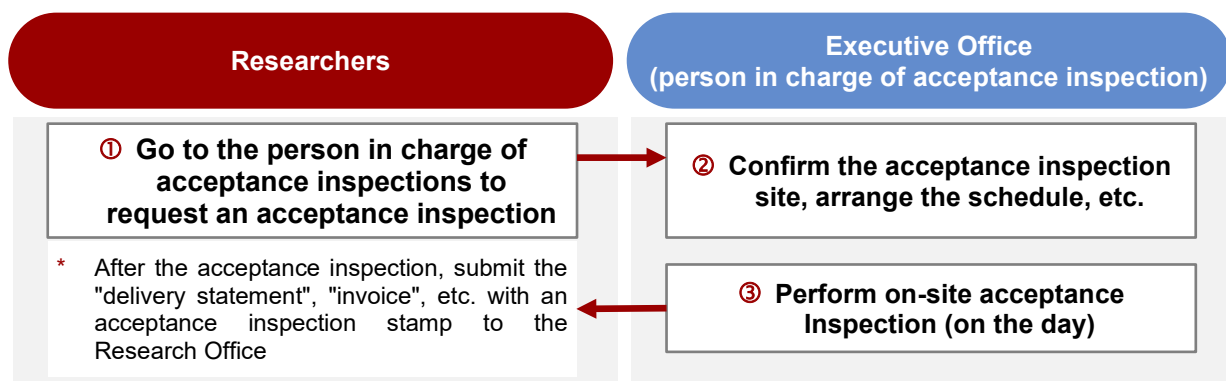 Researchers
Executive Office
(person in charge of acceptance inspection)
① Go to the person in charge of
acceptance inspections to
request an acceptance inspection
② Confirm the acceptance inspection
site, arrange the schedule, etc.
* After the acceptance inspection, submit the
"delivery statement", "invoice", etc. with an
acceptance inspection stamp to the
Research Office
③ Perform on-site acceptance
Inspection (on the day)